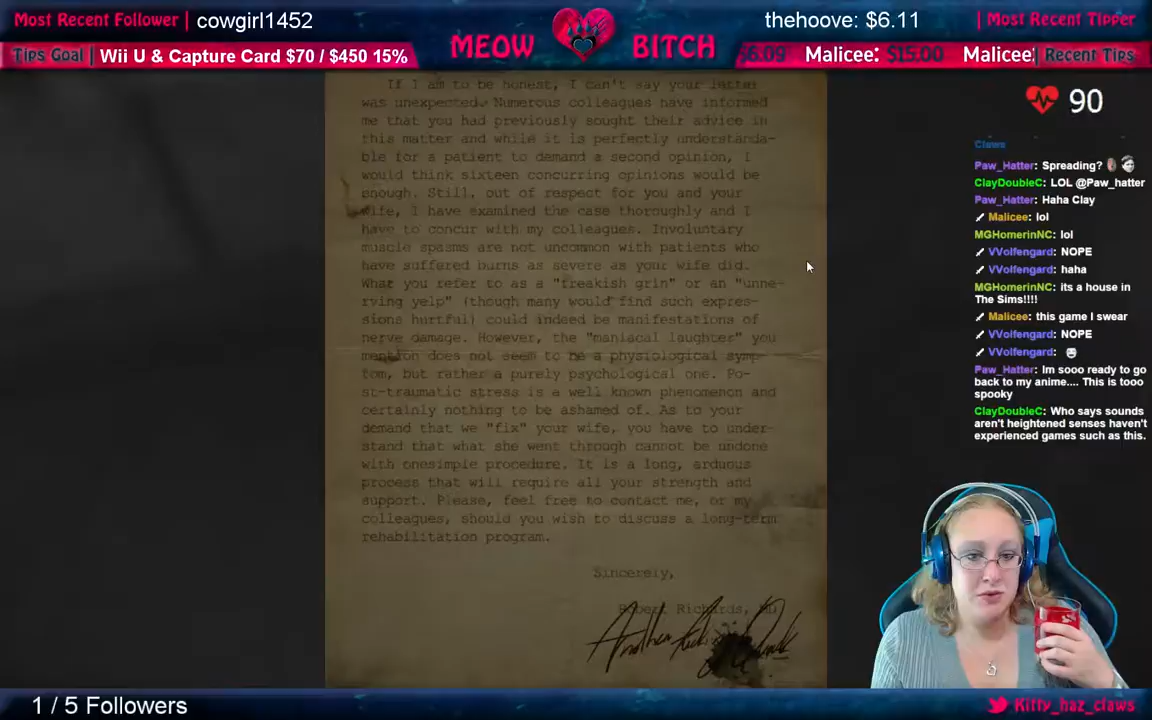 Most Recent Follower | cowgirl1452
MEOW BITCH
thehoove: $6.11 | Most Recent Tipper
Tips Goal | Wii U & Capture Card $70 / $450 15%
$6.09 Malicee: $15.00 Malicee: | Recent Tips
If I am to be honest, I can't say your letter
was unexpected. Numerous colleagues have informed
me that you had previously sought their advice in
this matter and while it is perfectly understanda-
ble for a patient to demand a second opinion, I
would think sixteen concurring opinions would be
enough. Still, out of respect for you and your
wife, I have examined the case thoroughly and I
have to concur with my colleagues. Involuntary
muscle spasms are not uncommon with patients who
have suffered burns as severe as your wife did.
What you refer to as a "freakish grin" or an "unne-
rving yelp" (though many would find such expres-
sions hurtful) could indeed be manifestations of
nerve damage. However, the "maniacal laughter" you
mention does not seem to be a physiological symp-
tom, but rather a purely psychological one. Po-
st-traumatic stress is a well known phenomenon and
certainly nothing to be ashamed of. As to your
demand that we "fix" your wife, you have to under-
stand that what she went through cannot be undone
with onesimple procedure. It is a long, arduous
process that will require all your strength and
support. Please, feel free to contact me, or my
colleagues, should you wish to discuss a long-term
rehabilitation program.
Sincerely,
Robert Richards, MD
Another
90
Claws
Paw_Hatter: Spreading?
ClayDoubleC: LOL @Paw_hatter
Paw_Hatter: Haha Clay
Malicee: lol
MGHomerinNC: lol
VVolfengard: NOPE
VVolfengard: haha
MGHomerinNC: its a house in
The Sims!!!!
Malicee: this game I swear
VVolfengard: NOPE
VVolfengard:
Paw_Hatter: Im sooo ready to go
back to my anime.... This is tooo
spooky
ClayDoubleC: Who says sounds
aren't heightened senses haven't
experienced games such as this.
1 / 5 Followers
Kitty_haz_claws